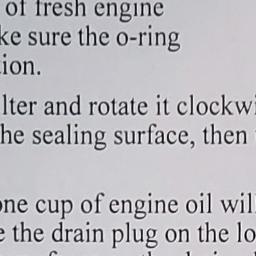 of fresh engine
ke sure the o-ring
ion.
lter and rotate it clockwi
he sealing surface, then
one cup of engine oil wil
e the drain plug on the lo